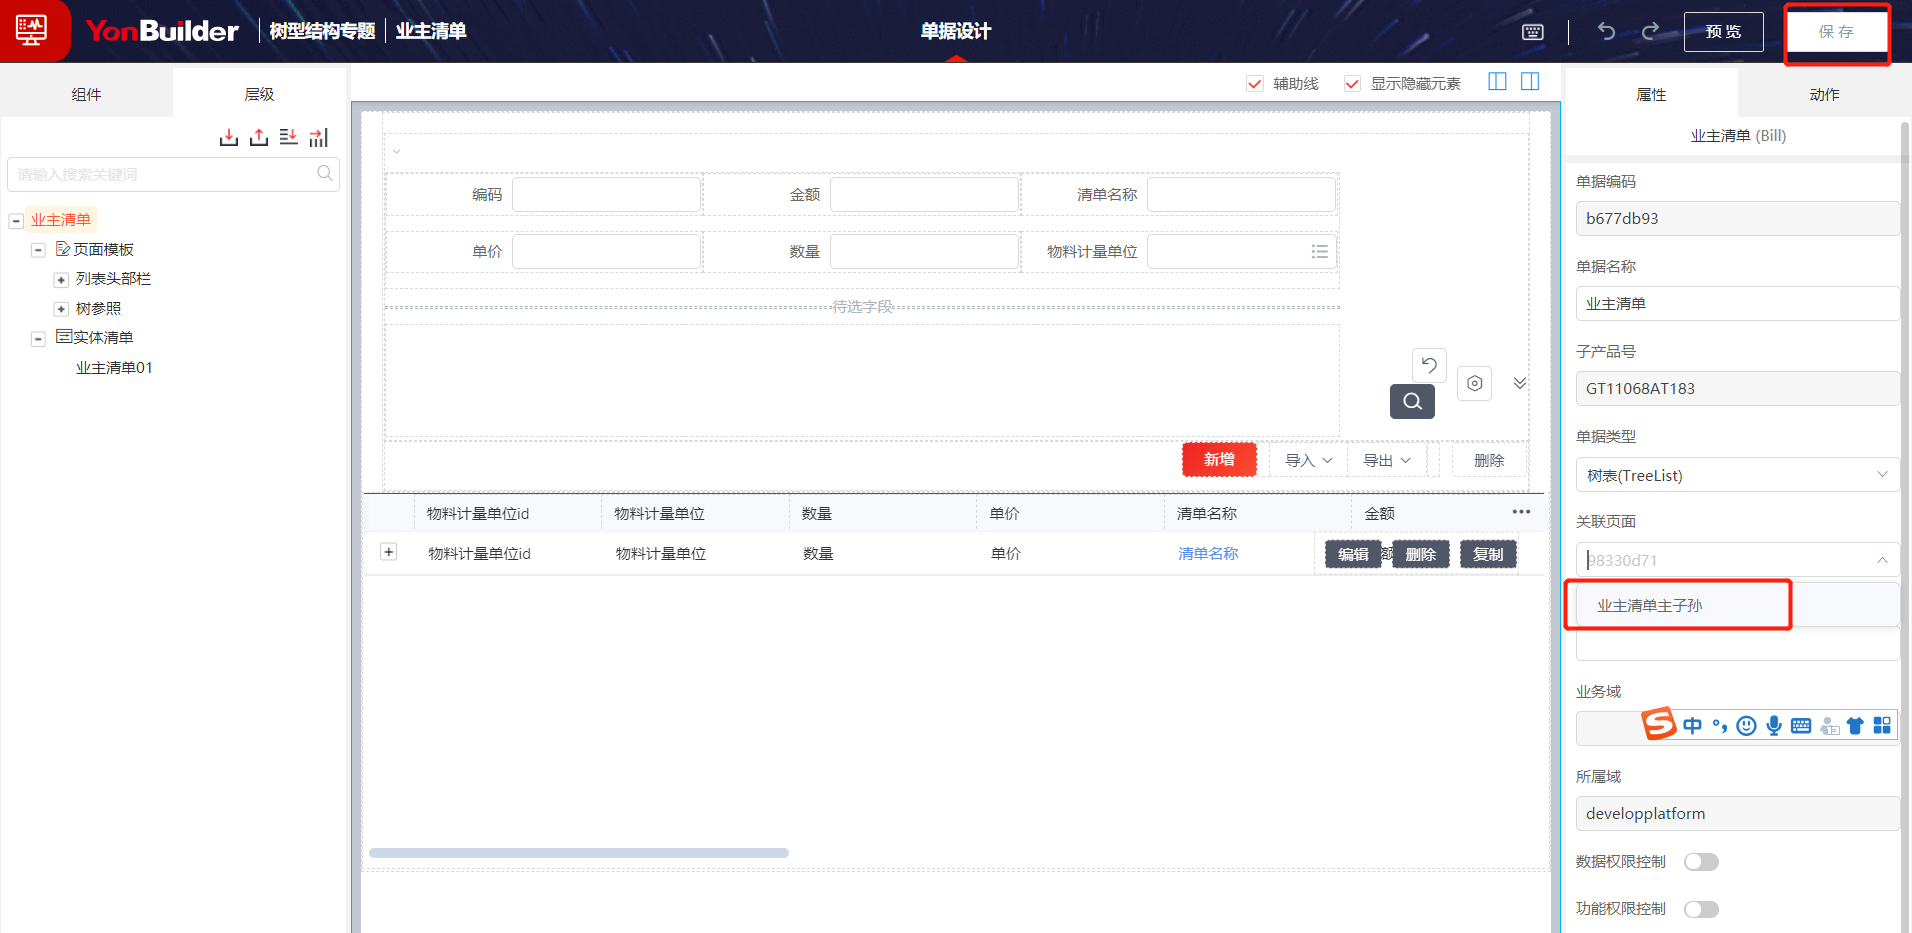 YonBuilder 树型结构专题 业主清单 单据设计 预览 保存
组件 层级 辅助线 显示隐藏元素 属性 动作
业主清单 (Bill)
请输入搜索关键词
业主清单
页面模板
列表头部栏
树参照
实体清单
业主清单01
编码 金额 清单名称
单价 数量 物料计量单位
待选字段
新增 导入 导出 删除
物料计量单位id 物料计量单位 数量 单价 清单名称 金额
物料计量单位id 物料计量单位 数量 单价 清单名称 编辑 额 删除 复制
单据编码
b677db93
单据名称
业主清单
子产品号
GT11068AT183
单据类型
树表(TreeList)
关联页面
98330d71
业主清单主子孙
业务域
中
所属域
developplatform
数据权限控制
功能权限控制